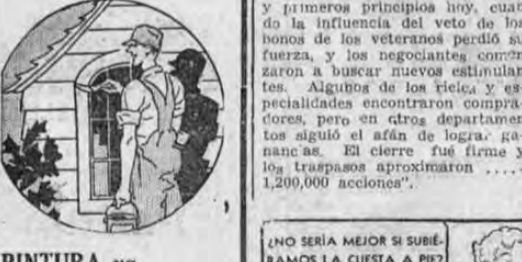 y primeros principios hoy, cuan
do la influencia del veto de los
bonos de los veteranos perdió su
fuerza, y los negociantes comen
zaron a buscar nuevos estimulan
tes. Algunos de los rieles y es
pecialidades encontraron compra
dores, pero en otros departamen
tos siguió el afán de lograr ga
nancias. El cierre fué firme y
los traspasos aproximaron .....
1,200,000 acciones".
PINTURA
¿NO SERÍA MEJOR SI SUBIÉ-
RAMOS LA CUESTA A PIE?